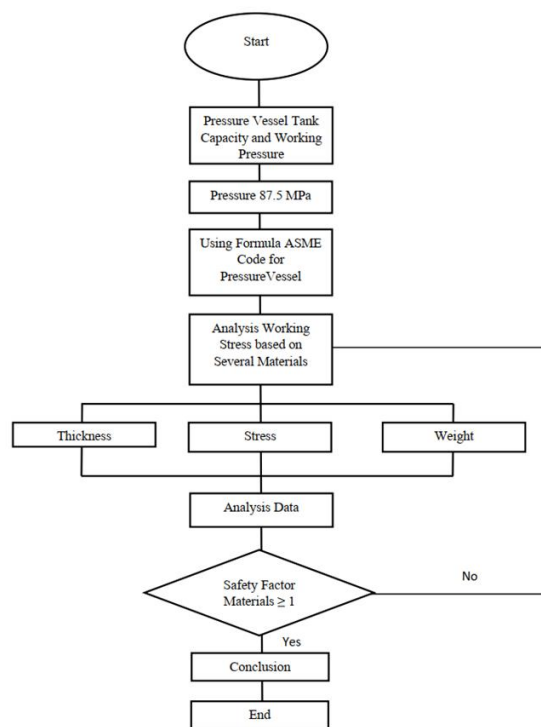 Start
Pressure Vessel Tank
Capacity and Working
Pressure
Pressure 87.5 MPa
Using Formula ASME
Code for
PressureVessel
Analysis Working
Stress based on
Several Materials
Thickness
Stress
Weight
Analysis Data
Safety Factor
Materials ≥ 1
No
Yes
Conclusion
End